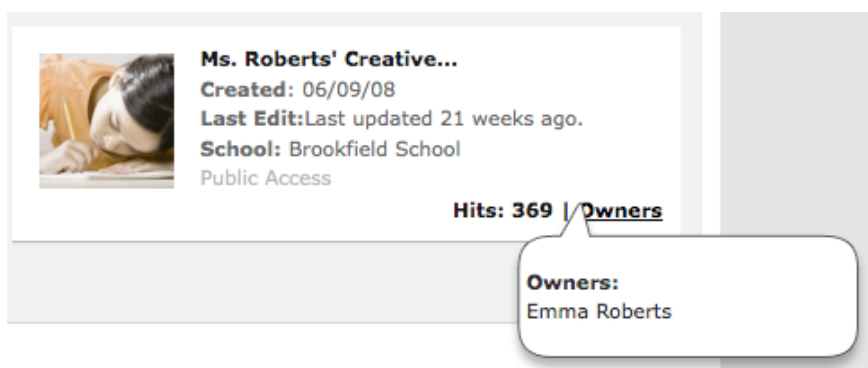 Ms. Roberts' Creative...
Created: 06/09/08
Last Edit:Last updated 21 weeks ago.
School: Brookfield School
Public Access
Hits: 369 | Owners
Owners:
Emma Roberts